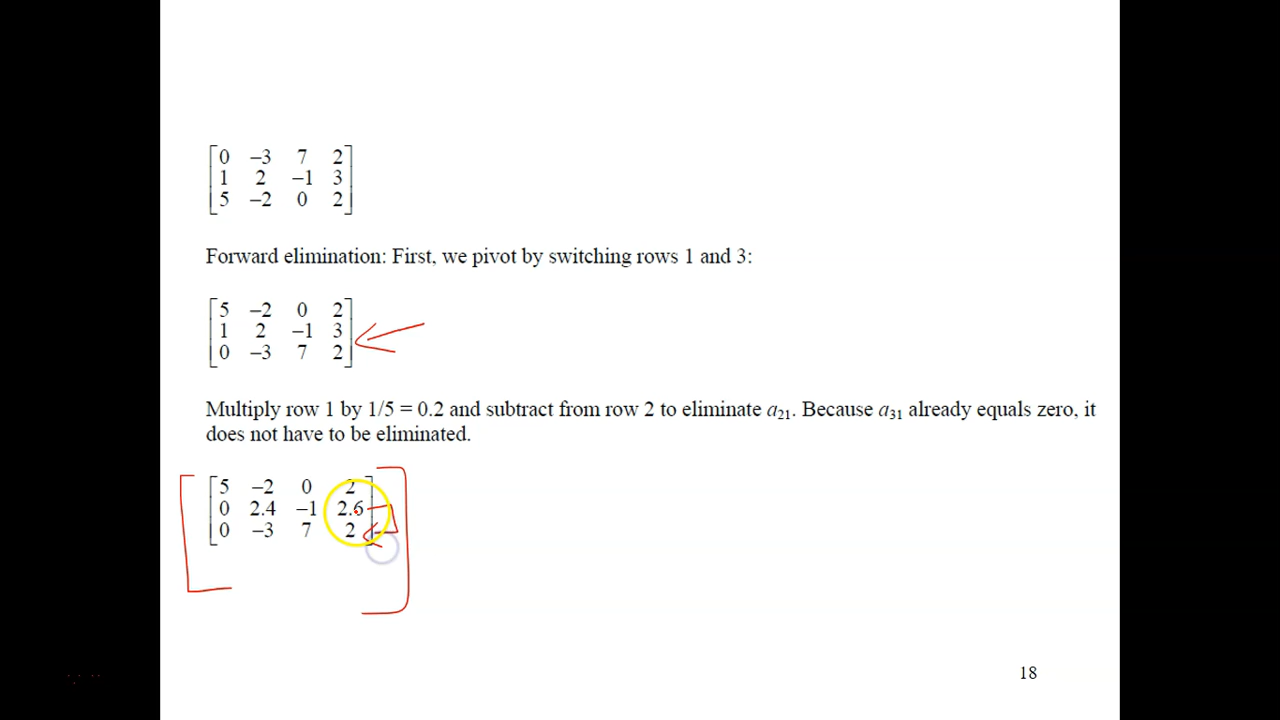 0 −3 7 2
1 2 −1 3
5 −2 0 2
Forward elimination: First, we pivot by switching rows 1 and 3:
5 −2 0 2
1 2 −1 3
0 −3 7 2
Multiply row 1 by 1/5 = 0.2 and subtract from row 2 to eliminate a21. Because a31 already equals zero, it
does not have to be eliminated.
5 −2 0 2
0 2.4 −1 2.6
0 −3 7 2
18